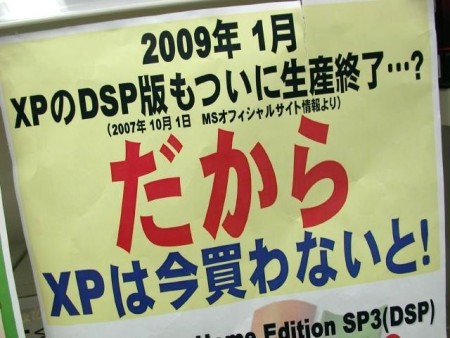 2009年 1月
XPのDSP版もついに生産終了…?
(2007年 10月 1日 MSオフィシャルサイト情報より)
だから
XPは今買わないと!
Home Edition SP3(DSP)